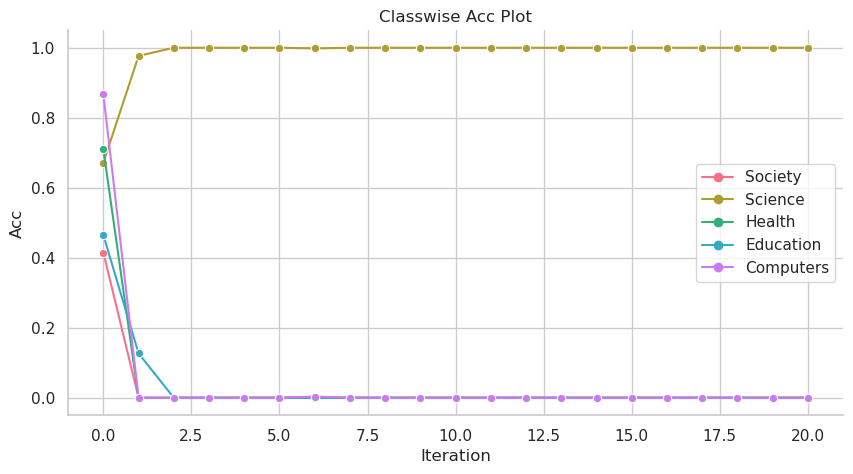 Classwise Acc Plot
1.0
0.8
0.6
0.4
0.2
0.0
Acc
Society
Science
Health
Education
Computers
0.0 2.5 5.0 7.5 10.0 12.5 15.0 17.5 20.0
Iteration